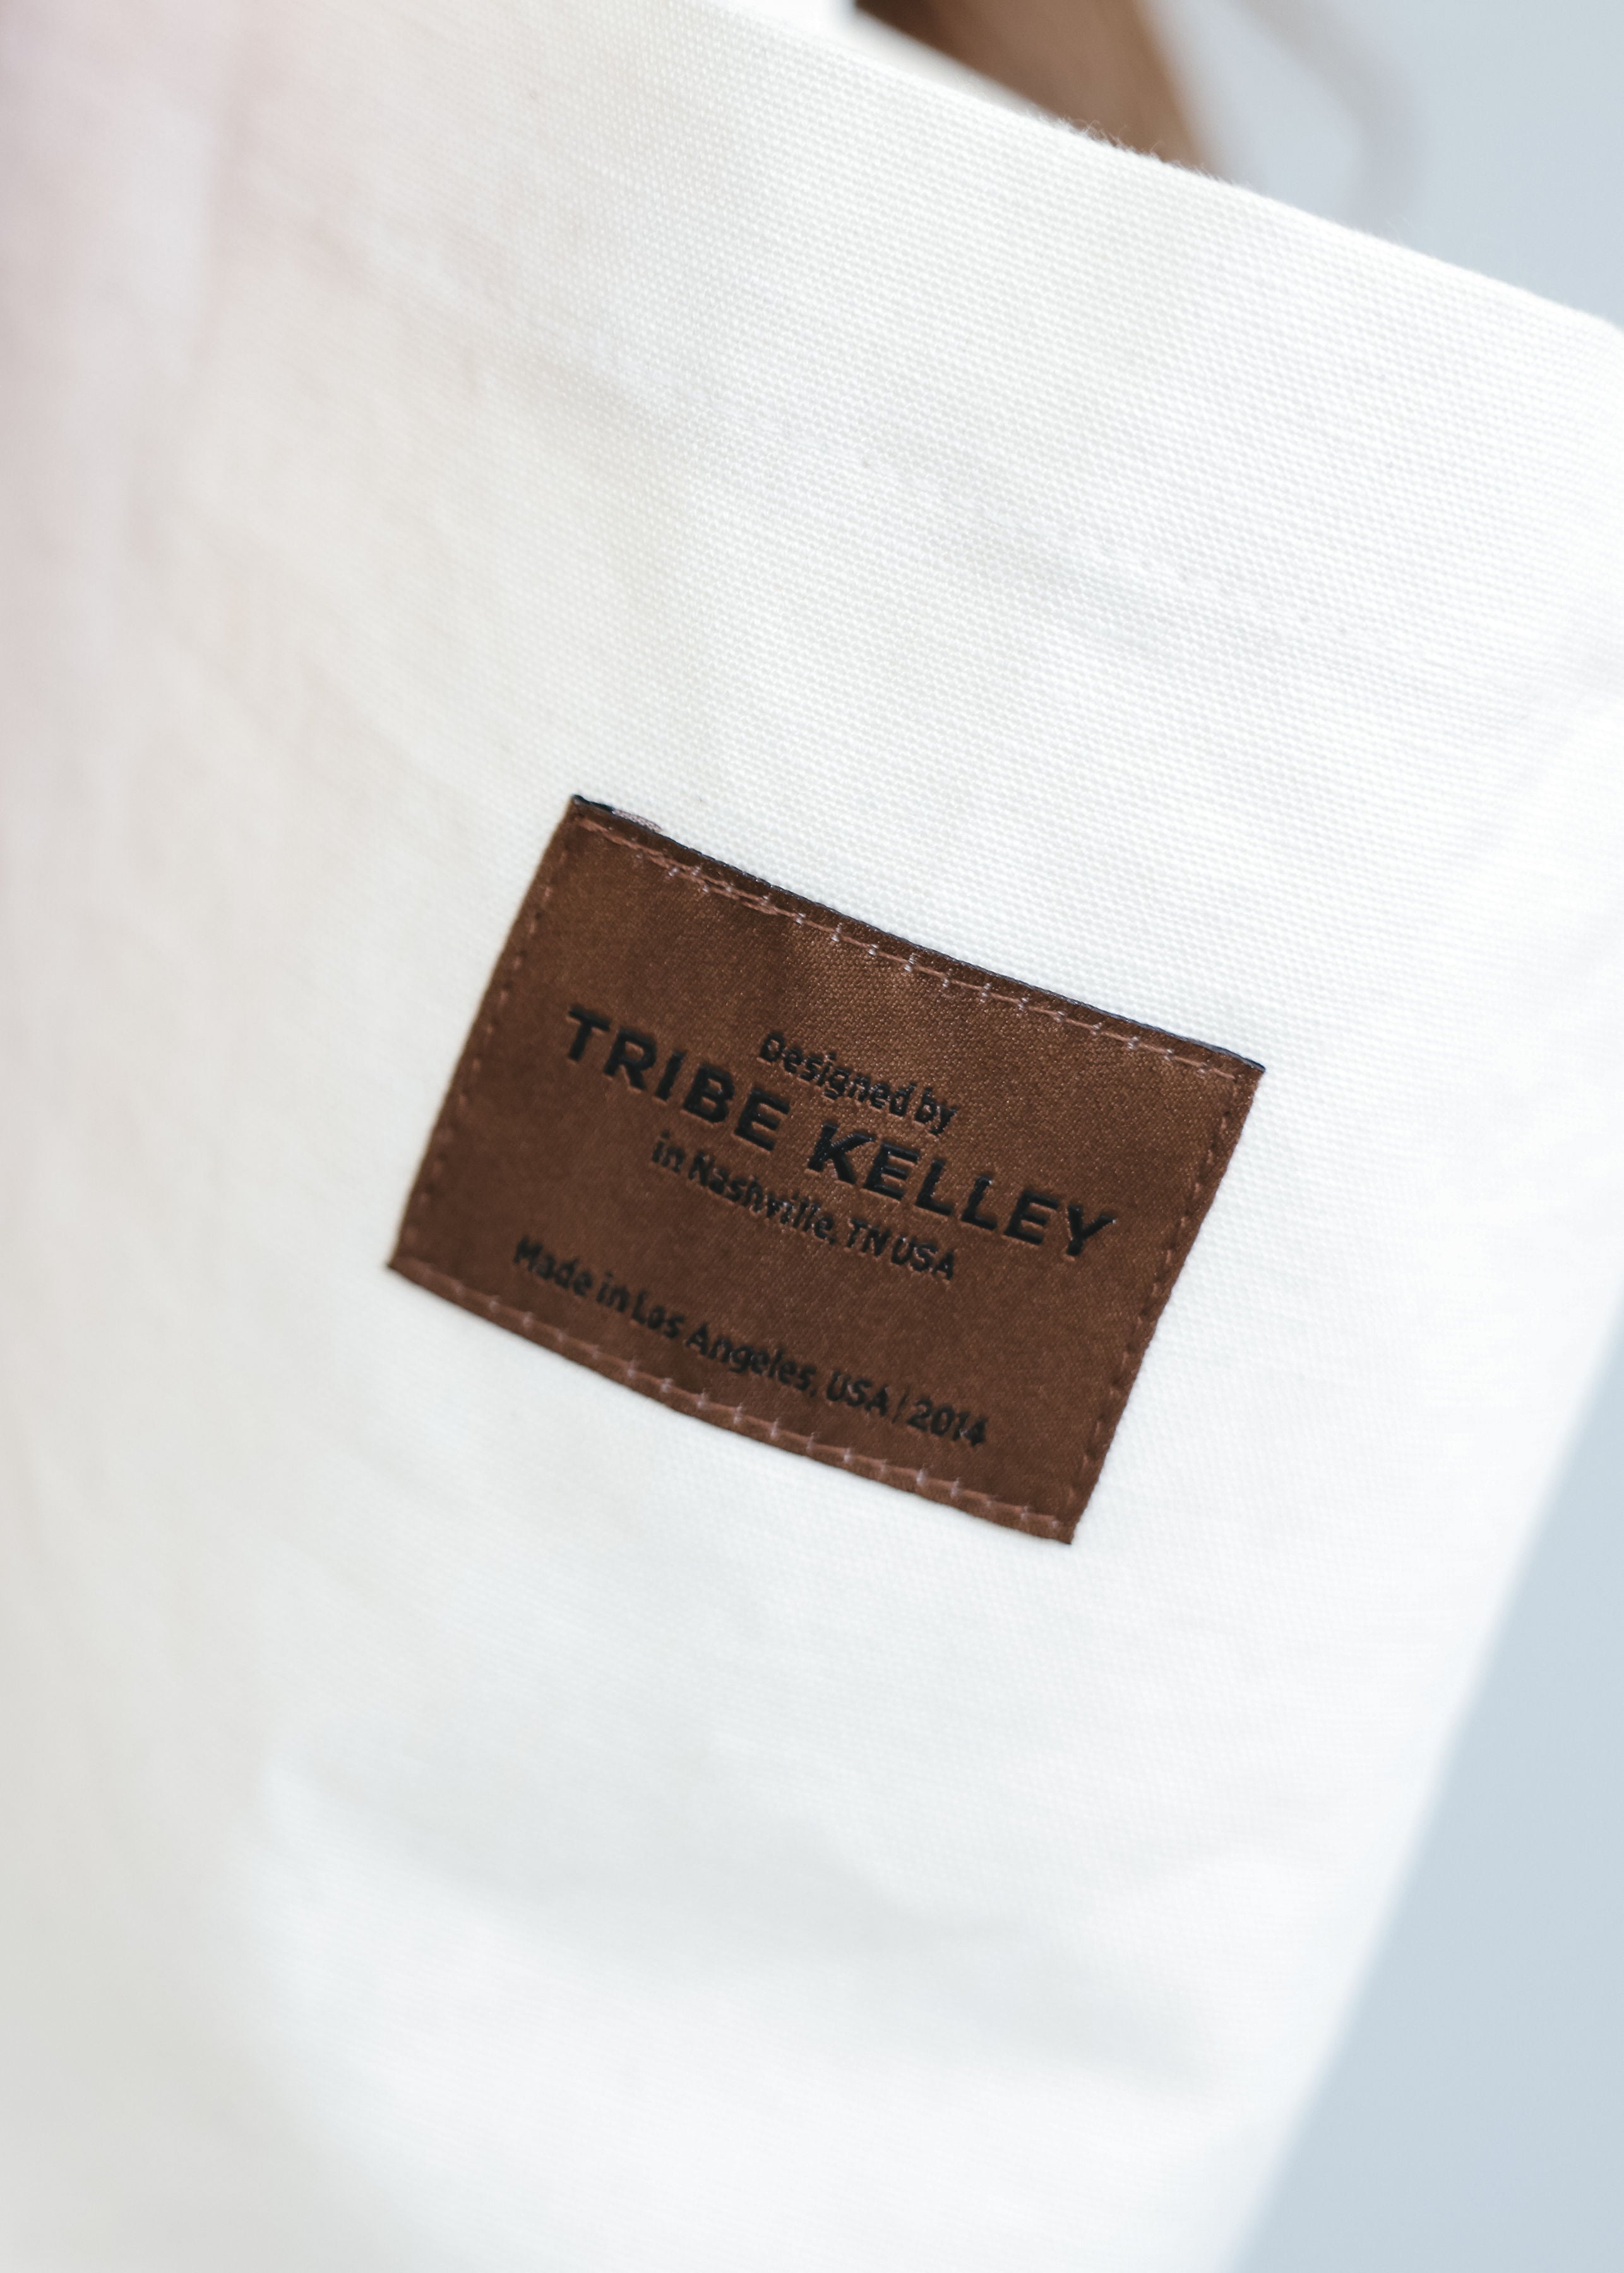 Designed by
TRIBE KELLEY
in Nashville, TN USA
Made in Los Angeles, USA | 2014